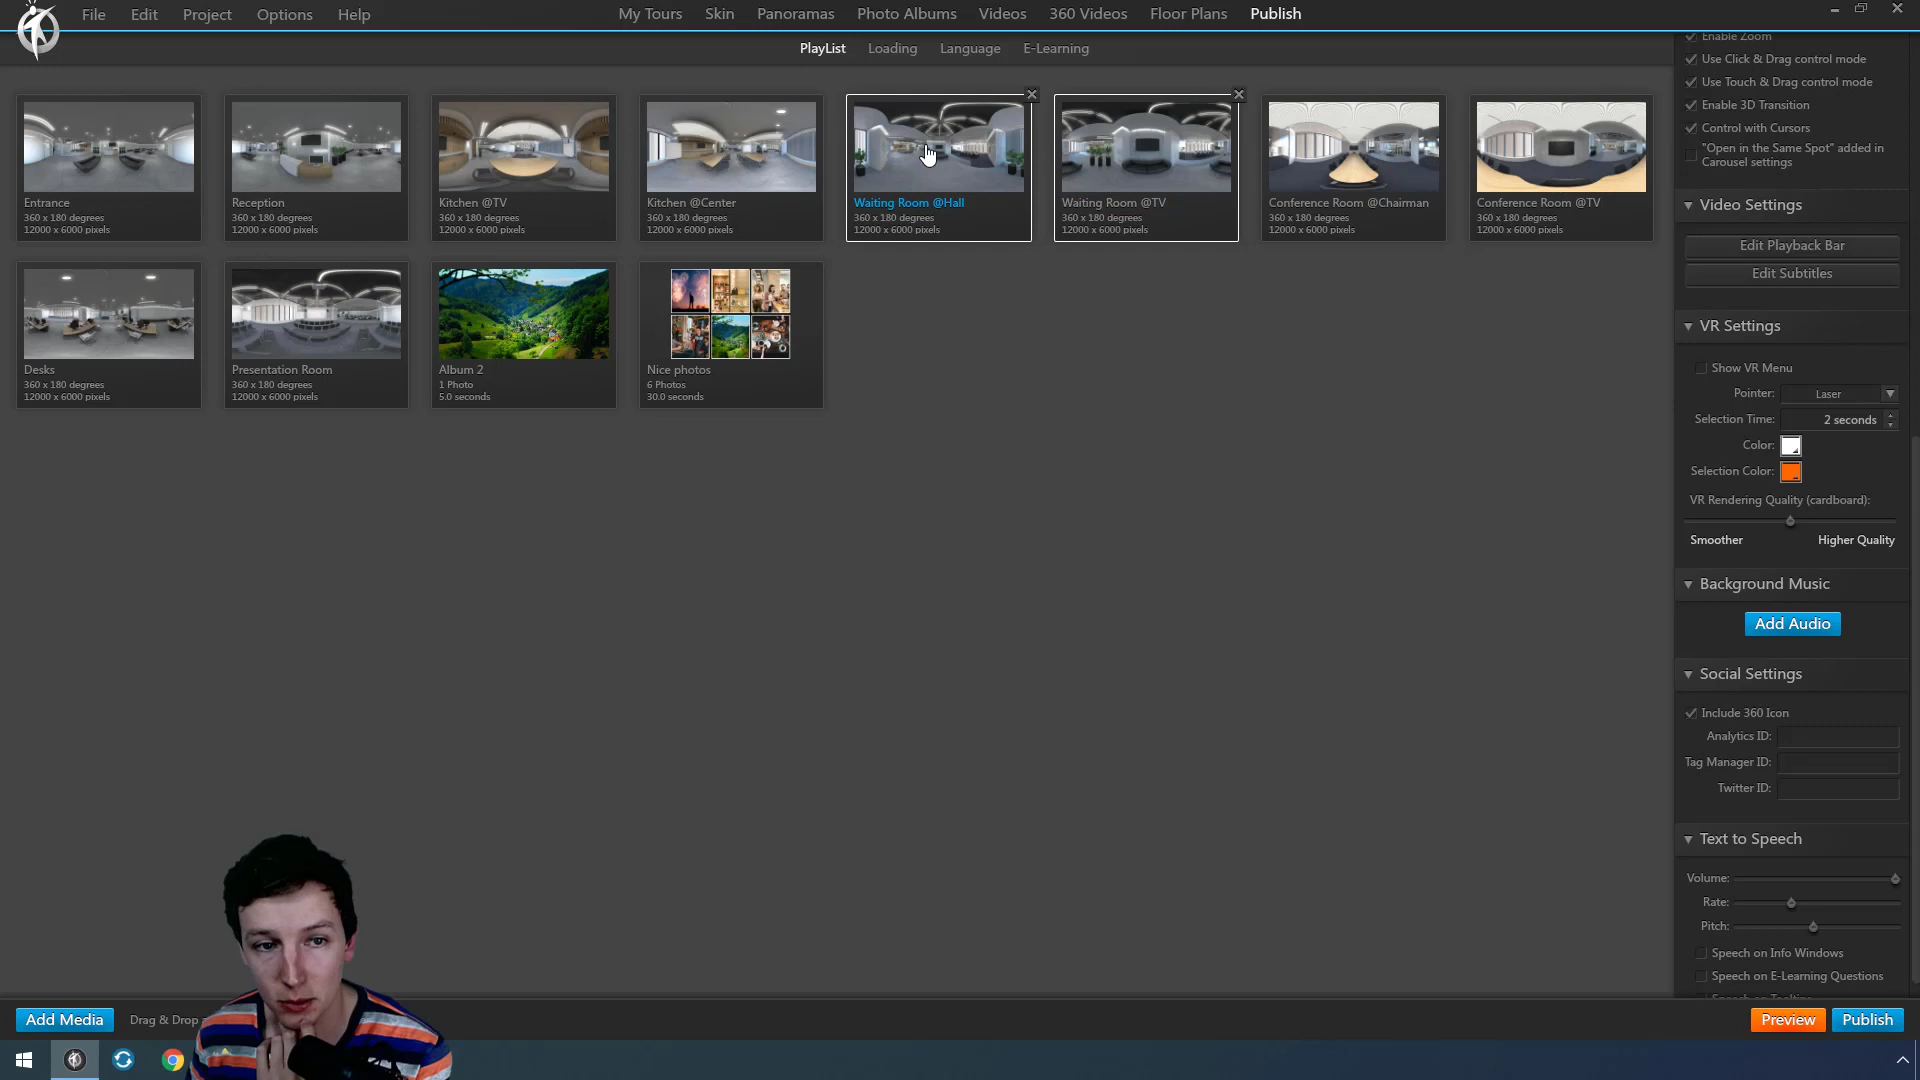 File Edit Project Options Help
My Tours Skin Panoramas Photo Albums Videos 360 Videos Floor Plans Publish
PlayList Loading Language E-Learning
Entrance
360 x 180 degrees
12000 x 6000 pixels
Reception
360 x 180 degrees
12000 x 6000 pixels
Kitchen @TV
360 x 180 degrees
12000 x 6000 pixels
Kitchen @Center
360 x 180 degrees
12000 x 6000 pixels
Waiting Room @Hall
360 x 180 degrees
12000 x 6000 pixels
Waiting Room @TV
360 x 180 degrees
12000 x 6000 pixels
Conference Room @Chairman
360 x 180 degrees
12000 x 6000 pixels
Conference Room @TV
360 x 180 degrees
12000 x 6000 pixels
Desks
360 x 180 degrees
12000 x 6000 pixels
Presentation Room
360 x 180 degrees
12000 x 6000 pixels
Album 2
1 Photo
5.0 seconds
Nice photos
6 Photos
30.0 seconds
Enable Zoom
Use Click & Drag control mode
Use Touch & Drag control mode
Enable 3D Transition
Control with Cursors
"Open in the Same Spot" added in
Carousel settings
Video Settings
Edit Playback Bar
Edit Subtitles
VR Settings
Show VR Menu
Pointer: Laser
Selection Time: 2 seconds
Color:
Selection Color:
VR Rendering Quality (cardboard):
Smoother Higher Quality
Background Music
Add Audio
Social Settings
Include 360 Icon
Analytics ID:
Tag Manager ID:
Twitter ID:
Text to Speech
Volume:
Rate:
Pitch:
Speech on Info Windows
Speech on E-Learning Questions
Add Media Drag & Drop
Preview Publish